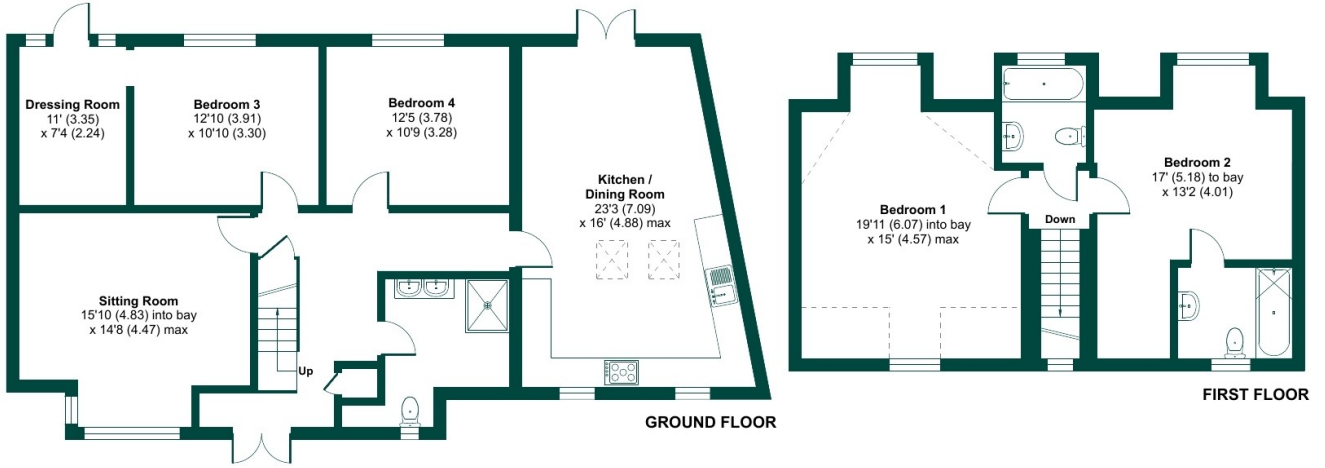 Dressing Room
11' (3.35)
x 7'4 (2.24)
Bedroom 3
12'10 (3.91)
x 10'10 (3.30)
Bedroom 4
12'5 (3.78)
x 10'9 (3.28)
Kitchen /
Dining Room
23'3 (7.09)
x 16' (4.88) max
Sitting Room
15'10 (4.83) into bay
x 14'8 (4.47) max
Up
GROUND FLOOR
Bedroom 1
19'11 (6.07) into bay
x 15' (4.57) max
Down
Bedroom 2
17' (5.18) to bay
x 13'2 (4.01)
FIRST FLOOR